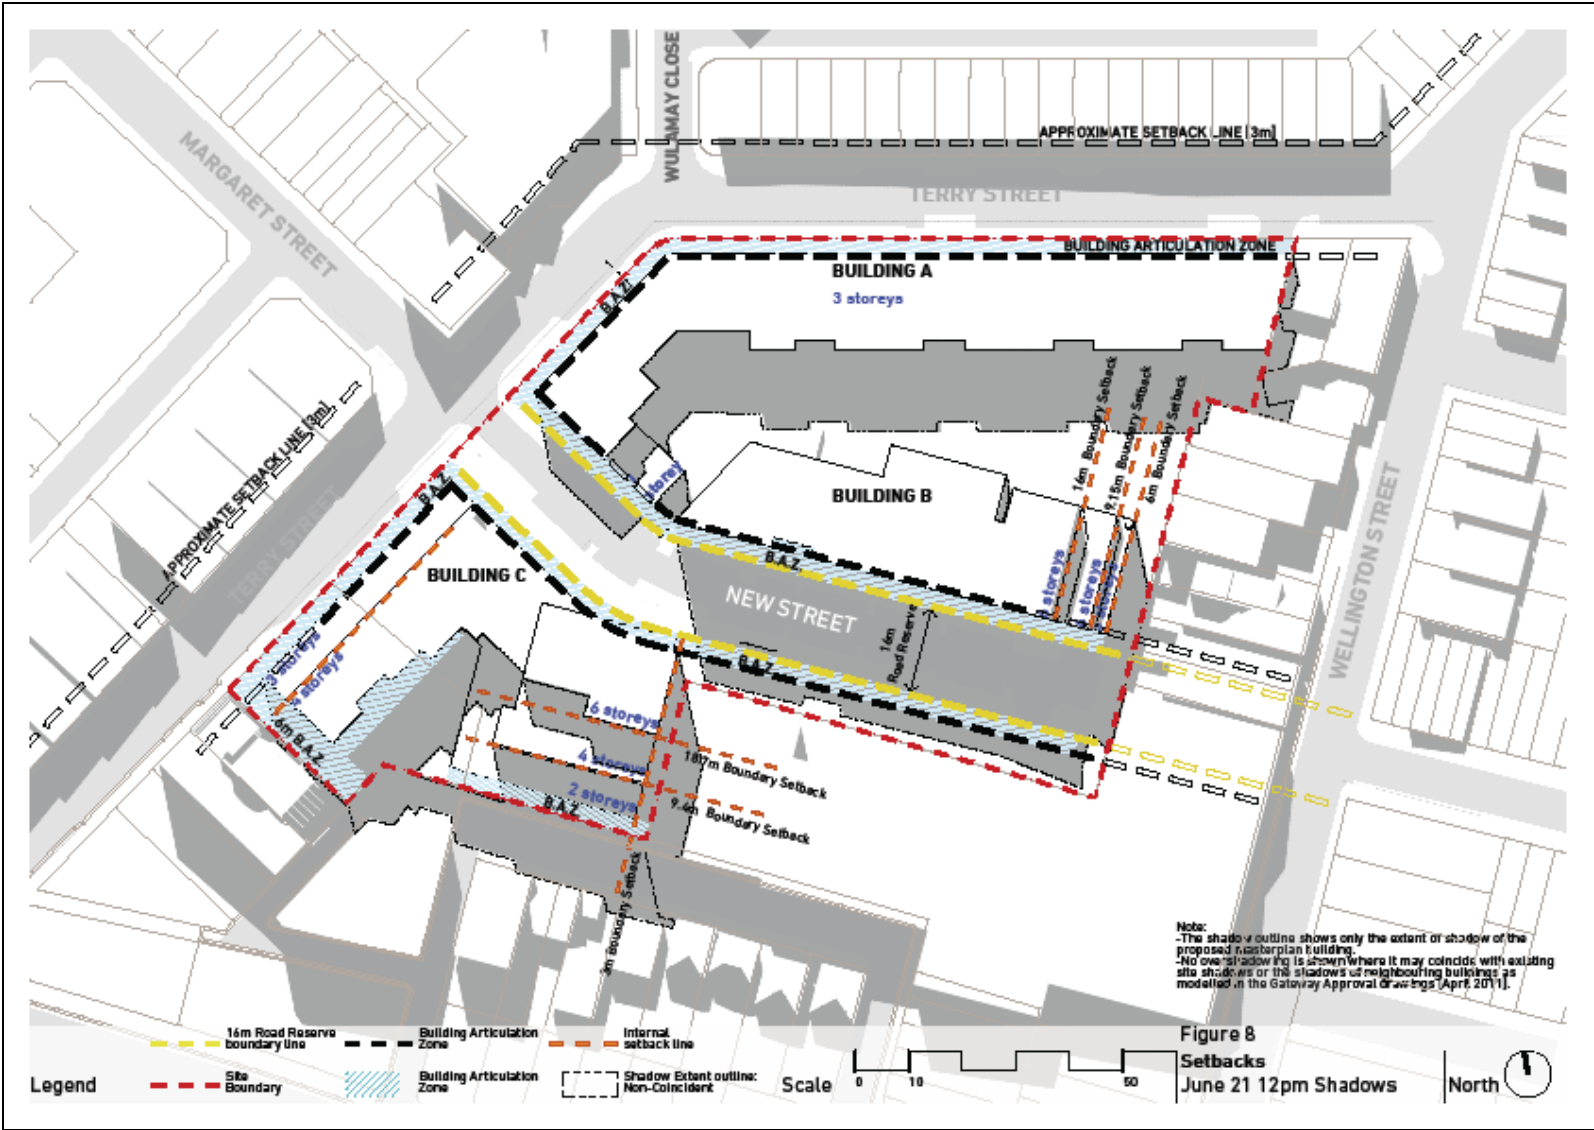 WULAMAY CLOSE
MARGARET STREET
APPROXIMATE SETBACK LINE [3m]
TERRY STREET
BUILDING ARTICULATION ZONE
BUILDING A
3 storeys
B.A.Z
16m Boundary Setback
9.15m Boundary Setback
6m Boundary Setback
APPROXIMATE SETBACK LINE [3m]
TERRY STREET
B.A.Z
storey
BUILDING B
WELLINGTON STREET
BUILDING C
B.A.Z
NEW STREET
storeys
storeys
16m
Road Reserve
B.A.Z
3 storeys
4 storeys
6m B.A.Z
6 storeys
4 storeys
2 storeys
B.A.Z
18.7m Boundary Setback
9.4m Boundary Setback
3m Boundary Setback
Note:
-The shadow outline shows only the extent of shadow of the
proposed masterplan building.
-No overshadowing is shown where it may coincide with existing
site shadows or the shadows of neighbouring buildings as
modelled in the Gateway Approval drawings [April 2011].
Legend
16m Road Reserve
boundary line
Building Articulation
Zone
Internal
setback line
Site
Boundary
Building Articulation
Zone
Shadow Extent outline:
Non-Coincident
Scale
0 10 50
Figure 8
Setbacks
June 21 12pm Shadows
North